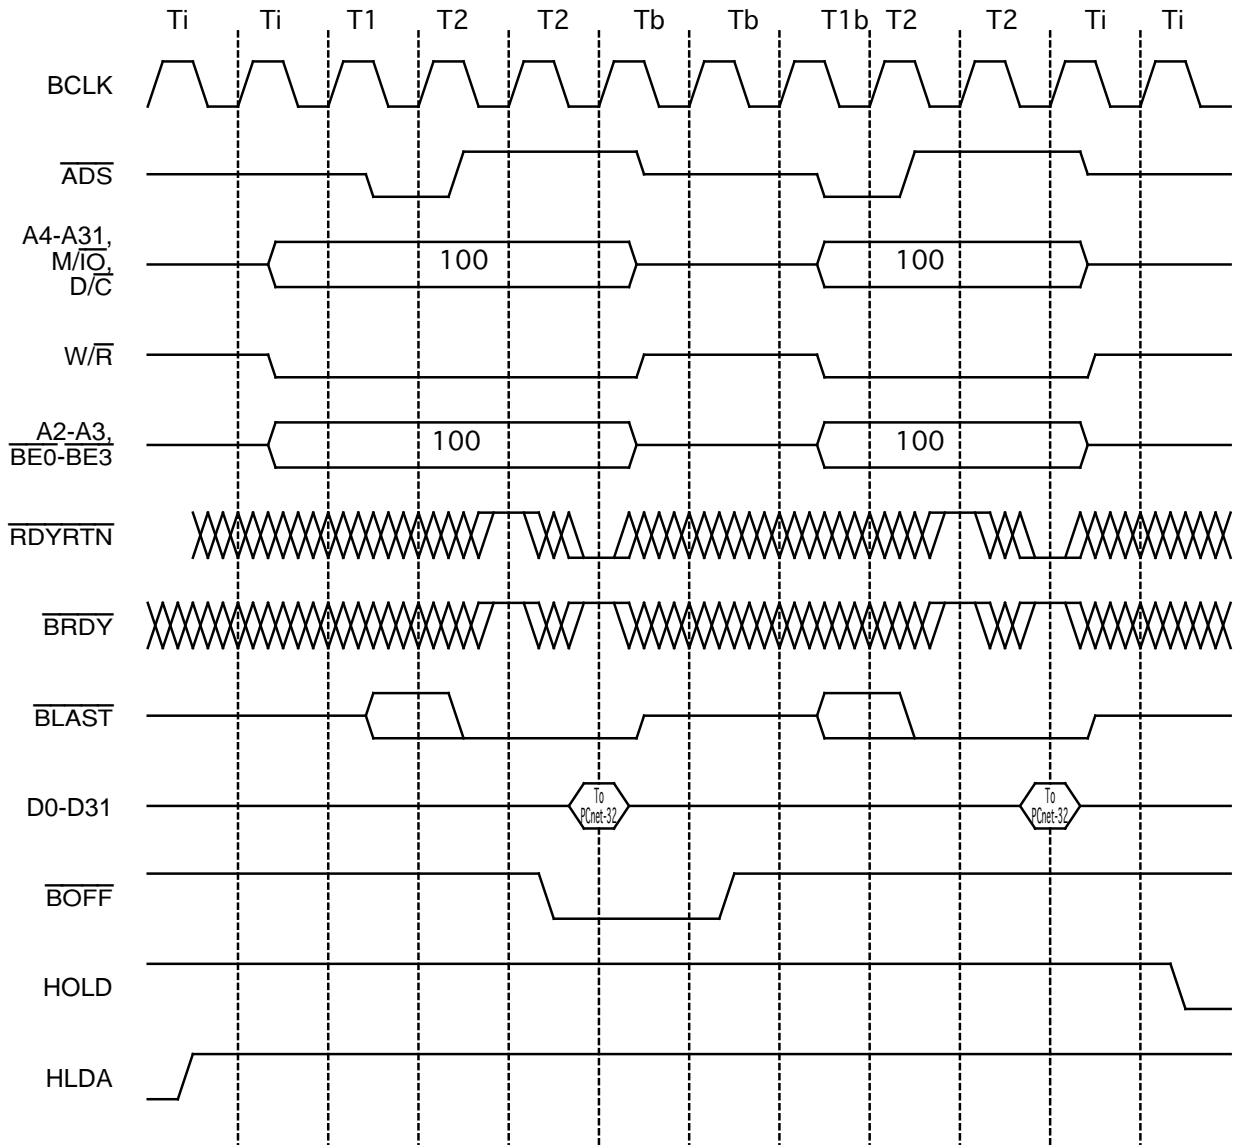 Ti Ti T1 T2 T2 Tb Tb T1b T2 T2 Ti Ti
BCLK
ADS
A4-A31,
M/IO,
D/C
100 100
W/R
A2-A3,
BE0-BE3
100 100
RDYRTN
BRDY
BLAST
D0-D31
To
PCnet-32
To
PCnet-32
BOFF
HOLD
HLDA